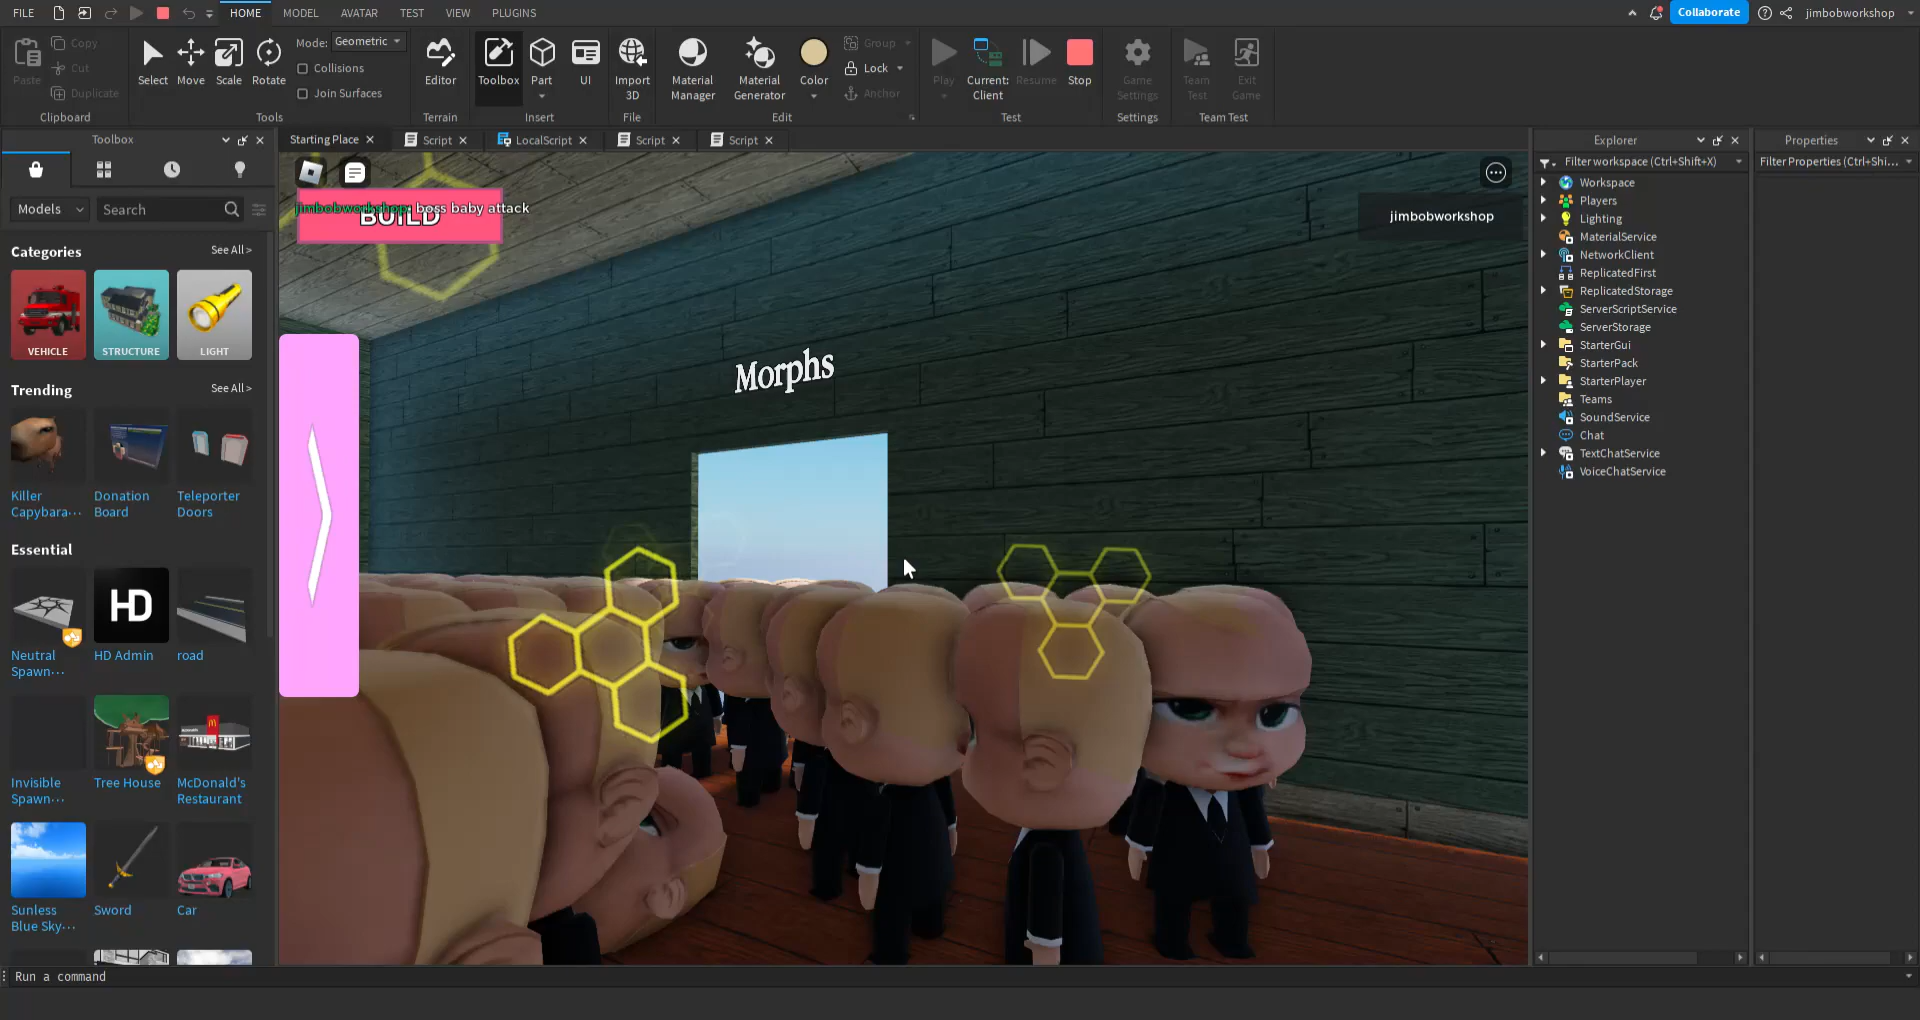 FILE HOME MODEL AVATAR TEST VIEW PLUGINS Collaborate jimbobworkshop
Paste Copy Cut Duplicate
Clipboard
Select Move Scale Rotate Mode: Geometric
Collisions
Join Surfaces
Tools
Editor
Terrain
Toolbox Part UI
Insert
Import 3D
File
Material Manager Material Generator Color Group Lock Anchor
Edit
Play Current: Client Resume Stop
Test
Game Settings
Settings
Team Test Exit Game
Team Test
Toolbox
Starting Place Script LocalScript Script Script
Models Search
Categories See All >
VEHICLE STRUCTURE LIGHT
Trending See All >
Killer Capybara... Donation Board Teleporter Doors
Essential
HD
Neutral Spawn... HD Admin road
Invisible Spawn... Tree House McDonald's Restaurant
Sunless Blue Sky... Sword Car
BUILD
jimbobworkshop: boss baby attack
jimbobworkshop
Morphs
Explorer
Filter workspace (Ctrl+Shift+X)
Workspace
Players
Lighting
MaterialService
NetworkClient
ReplicatedFirst
ReplicatedStorage
ServerScriptService
ServerStorage
StarterGui
StarterPack
StarterPlayer
Teams
SoundService
Chat
TextChatService
VoiceChatService
Properties
Filter Properties (Ctrl+Shi...
Run a command